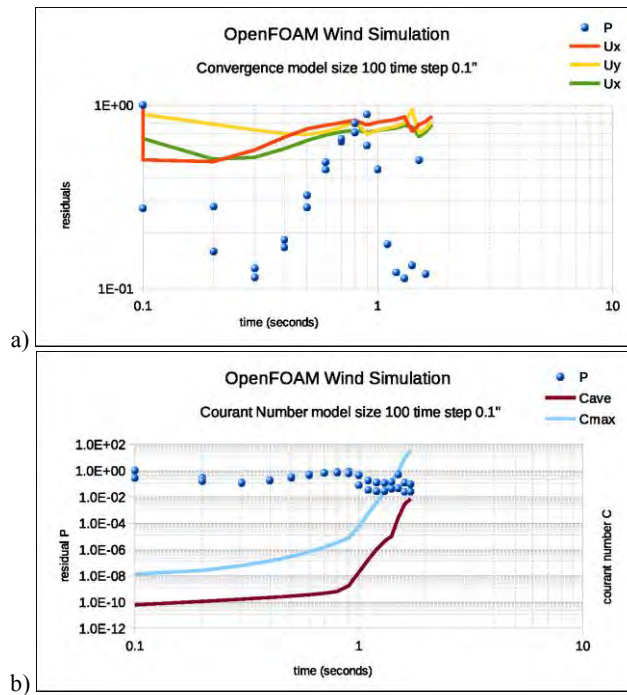 OpenFOAM Wind Simulation
Convergence model size 100 time step 0.1"
P
Ux
Uy
Ux
1E+00
residuals
1E-01
0.1
1
10
time (seconds)
a)
OpenFOAM Wind Simulation
Courant Number model size 100 time step 0.1"
P
Cave
Cmax
1.0E+02
1.0E+00
1.0E-02
1.0E-04
1.0E-06
1.0E-08
1.0E-10
1.0E-12
residual P
courant number C
0.1
1
10
time (seconds)
b)